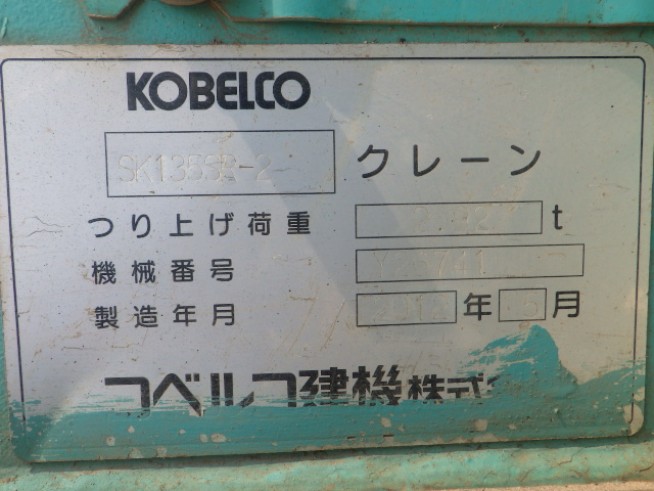 KOBELCO
SK135SR-2 クレーン
つり上げ荷重 t
機械番号
製造年月 年 月
コベルコ建機株式